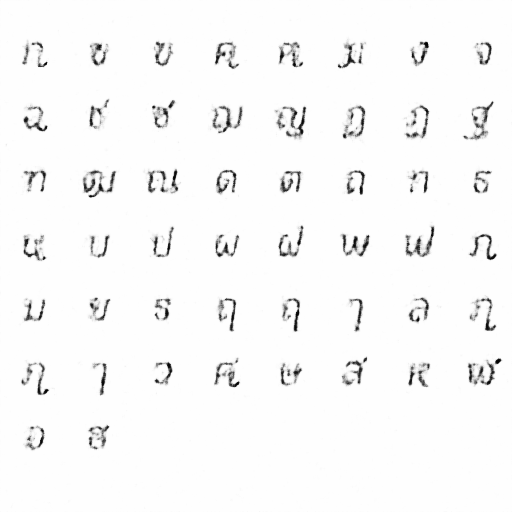 ก ข ฃ ค ฅ ฆ ง จ
ฉ ช ซ ฌ ญ ฎ ฏ ฐ
ฑ ฒ ณ ด ต ถ ท ธ
น บ ป ผ ฝ พ ฟ ภ
ม ย ร ฤ ฤ ๅ ล ฦ
ฦ ๅ ว ศ ษ ส ห ฬ
อ ฮ